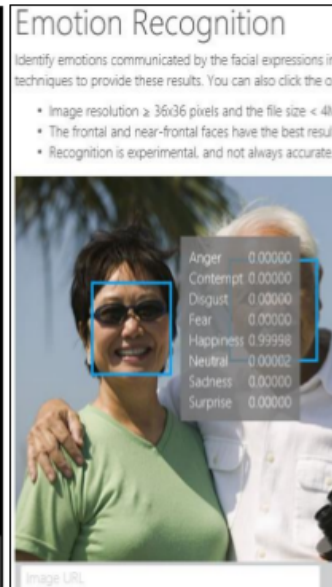 Emotion Recognition
Identify emotions communicated by the facial expressions in
techniques to provide these results. You can also click the o
• Image resolution ≥ 36x36 pixels and the file size < 4M
• The frontal and near-frontal faces have the best resul
• Recognition is experimental, and not always accurate
Anger 0.00000
Contempt 0.00000
Disgust 0.00000
Fear 0.00000
Happiness 0.99998
Neutral 0.00002
Sadness 0.00000
Surprise 0.00000
Image URL